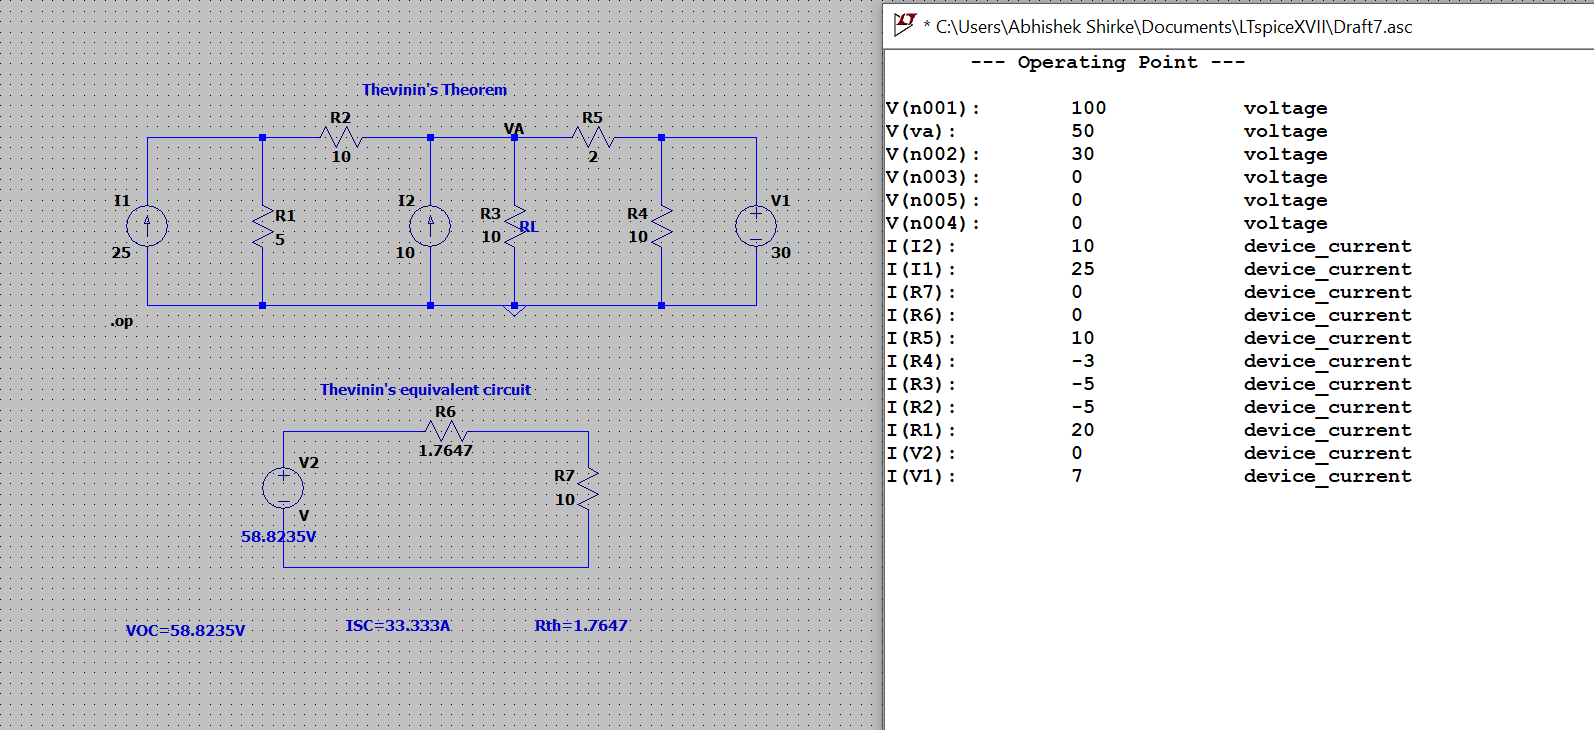 Thevinin's Theorem
R2
10
VA
R5
2
I1
25
R1
5
I2
10
R3
10
RL
R4
10
V1
30
.op
Thevinin's equivalent circuit
R6
1.7647
V2
V
58.8235V
R7
10
VOC=58.8235V
ISC=33.333A
Rth=1.7647
* C:\Users\Abhishek Shirke\Documents\LTspiceXVII\Draft7.asc
--- Operating Point ---
V(n001): 100 voltage
V(va): 50 voltage
V(n002): 30 voltage
V(n003): 0 voltage
V(n005): 0 voltage
V(n004): 0 voltage
I(I2): 10 device_current
I(I1): 25 device_current
I(R7): 0 device_current
I(R6): 0 device_current
I(R5): 10 device_current
I(R4): -3 device_current
I(R3): -5 device_current
I(R2): -5 device_current
I(R1): 20 device_current
I(V2): 0 device_current
I(V1): 7 device_current